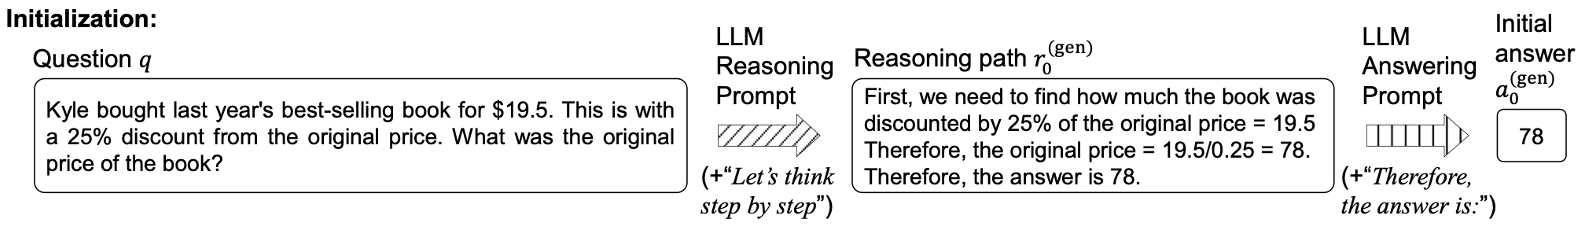 Initialization:
Question q
Kyle bought last year's best-selling book for $19.5. This is with
a 25% discount from the original price. What was the original
price of the book?
LLM
Reasoning
Prompt
(+“Let’s think
step by step”)
Reasoning path r₀^(gen)
First, we need to find how much the book was
discounted by 25% of the original price = 19.5
Therefore, the original price = 19.5/0.25 = 78.
Therefore, the answer is 78.
LLM
Answering
Prompt
(+“Therefore,
the answer is:”)
Initial
answer
a₀^(gen)
78